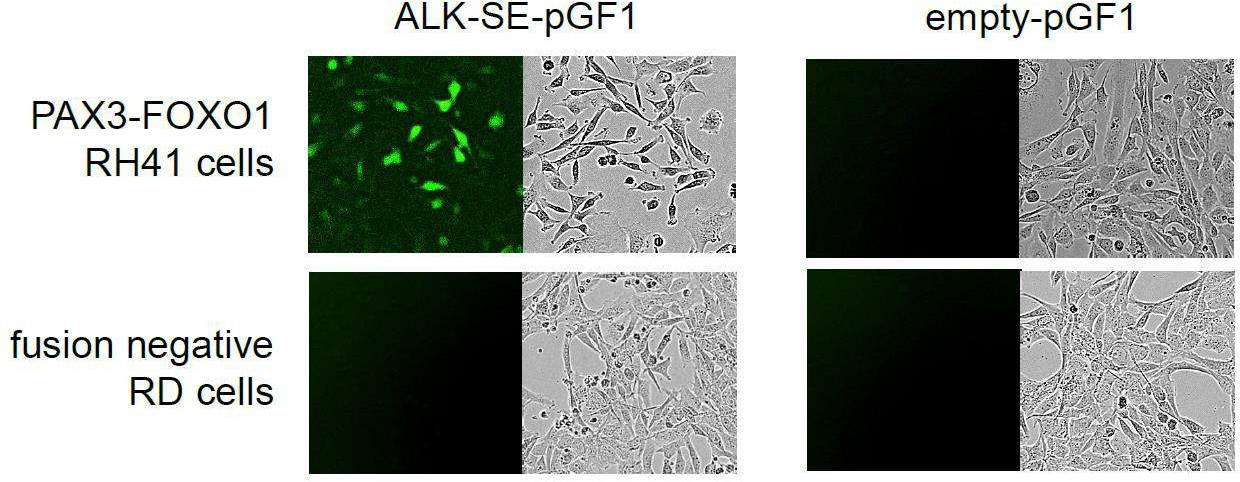 ALK-SE-pGF1
empty-pGF1
PAX3-FOXO1
RH41 cells
fusion negative
RD cells